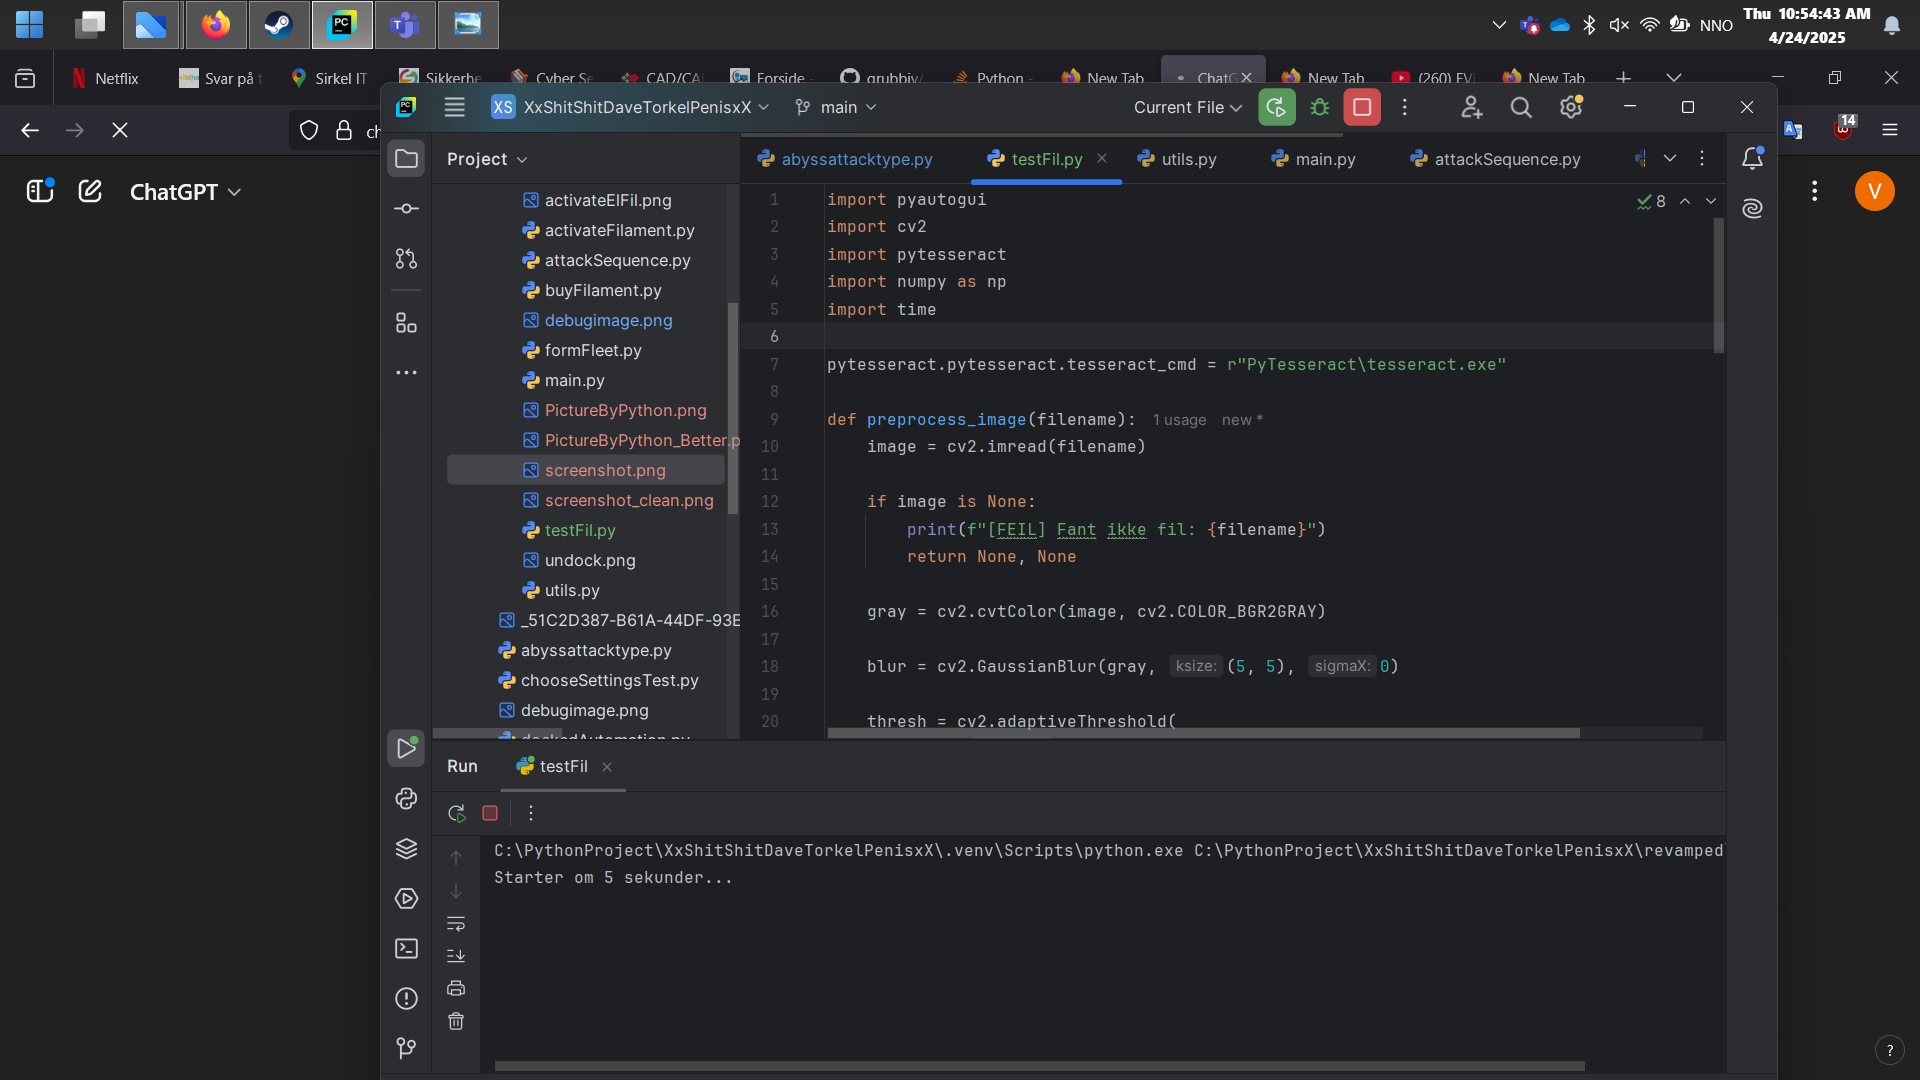 NNO
Thu 10:54:43 AM
4/24/2025
Netflix
Svar på
Sirkel IT
Sikkerhe
Cyber Se
CAD/CA
Forside
grubbiv/
Python -
New Tab
ChatG
New Tab
(260) EV
New Tab
14
ChatGPT
V
PC
XS XxShitShitDaveTorkelPenisxX
main
Current File
Project
abyssattacktype.py
testFil.py
utils.py
main.py
attackSequence.py
activateElFil.png
activateFilament.py
attackSequence.py
buyFilament.py
debugimage.png
formFleet.py
main.py
PictureByPython.png
PictureByPython_Better.p
screenshot.png
screenshot_clean.png
testFil.py
undock.png
utils.py
_51C2D387-B61A-44DF-93E
abyssattacktype.py
chooseSettingsTest.py
debugimage.png
dockedAutomation.py
8
1 import pyautogui
2 import cv2
3 import pytesseract
4 import numpy as np
5 import time
6
7 pytesseract.pytesseract.tesseract_cmd = r"PyTesseract\tesseract.exe"
8
9 def preprocess_image(filename): 1 usage new *
10 image = cv2.imread(filename)
11
12 if image is None:
13 print(f"[FEIL] Fant ikke fil: {filename}")
14 return None, None
15
16 gray = cv2.cvtColor(image, cv2.COLOR_BGR2GRAY)
17
18 blur = cv2.GaussianBlur(gray, ksize: (5, 5), sigmaX: 0)
19
20 thresh = cv2.adaptiveThreshold(
Run
testFil
C:\PythonProject\XxShitShitDaveTorkelPenisxX\.venv\Scripts\python.exe C:\PythonProject\XxShitShitDaveTorkelPenisxX\revamped
Starter om 5 sekunder...
?